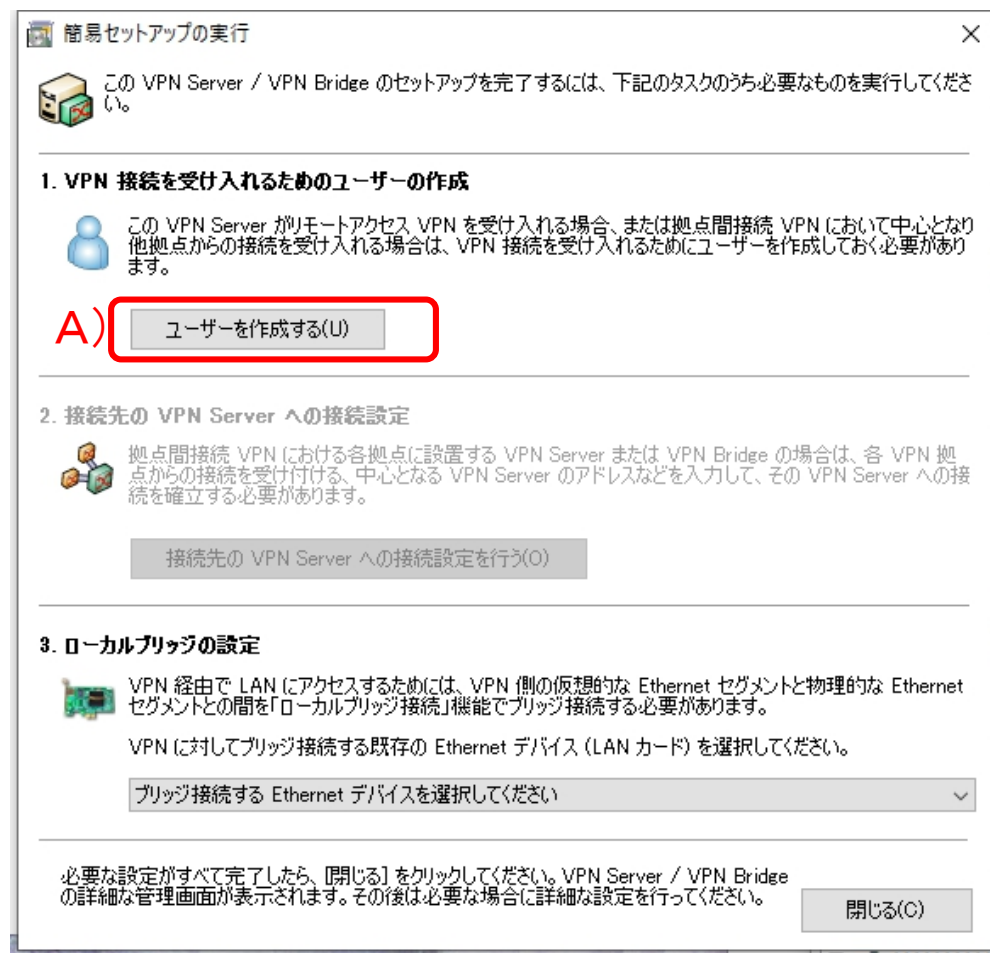 簡易セットアップの実行
この VPN Server / VPN Bridge のセットアップを完了するには、下記のタスクのうち必要なものを実行してくださ
い。
1. VPN 接続を受け入れるためのユーザーの作成
この VPN Server がリモートアクセス VPN を受け入れる場合、または拠点間接続 VPN において中心となり
他拠点からの接続を受け入れる場合は、VPN 接続を受け入れるためにユーザーを作成しておく必要があり
ます。
A)
ユーザーを作成する(U)
2. 接続先の VPN Server への接続設定
拠点間接続 VPN における各拠点に設置する VPN Server または VPN Bridge の場合は、各 VPN 拠
点からの接続を受け付ける、中心となる VPN Server のアドレスなどを入力して、その VPN Server への接
続を確立する必要があります。
接続先の VPN Server への接続設定を行う(O)
3. ローカルブリッジの設定
VPN 経由で LAN にアクセスするためには、VPN 側の仮想的な Ethernet セグメントと物理的な Ethernet
セグメントとの間を「ローカルブリッジ接続」機能でブリッジ接続する必要があります。
VPN に対してブリッジ接続する既存の Ethernet デバイス (LAN カード) を選択してください。
ブリッジ接続する Ethernet デバイスを選択してください
必要な設定がすべて完了したら、[閉じる] をクリックしてください。VPN Server / VPN Bridge
の詳細な管理画面が表示されます。その後は必要な場合に詳細な設定を行ってください。
閉じる(C)